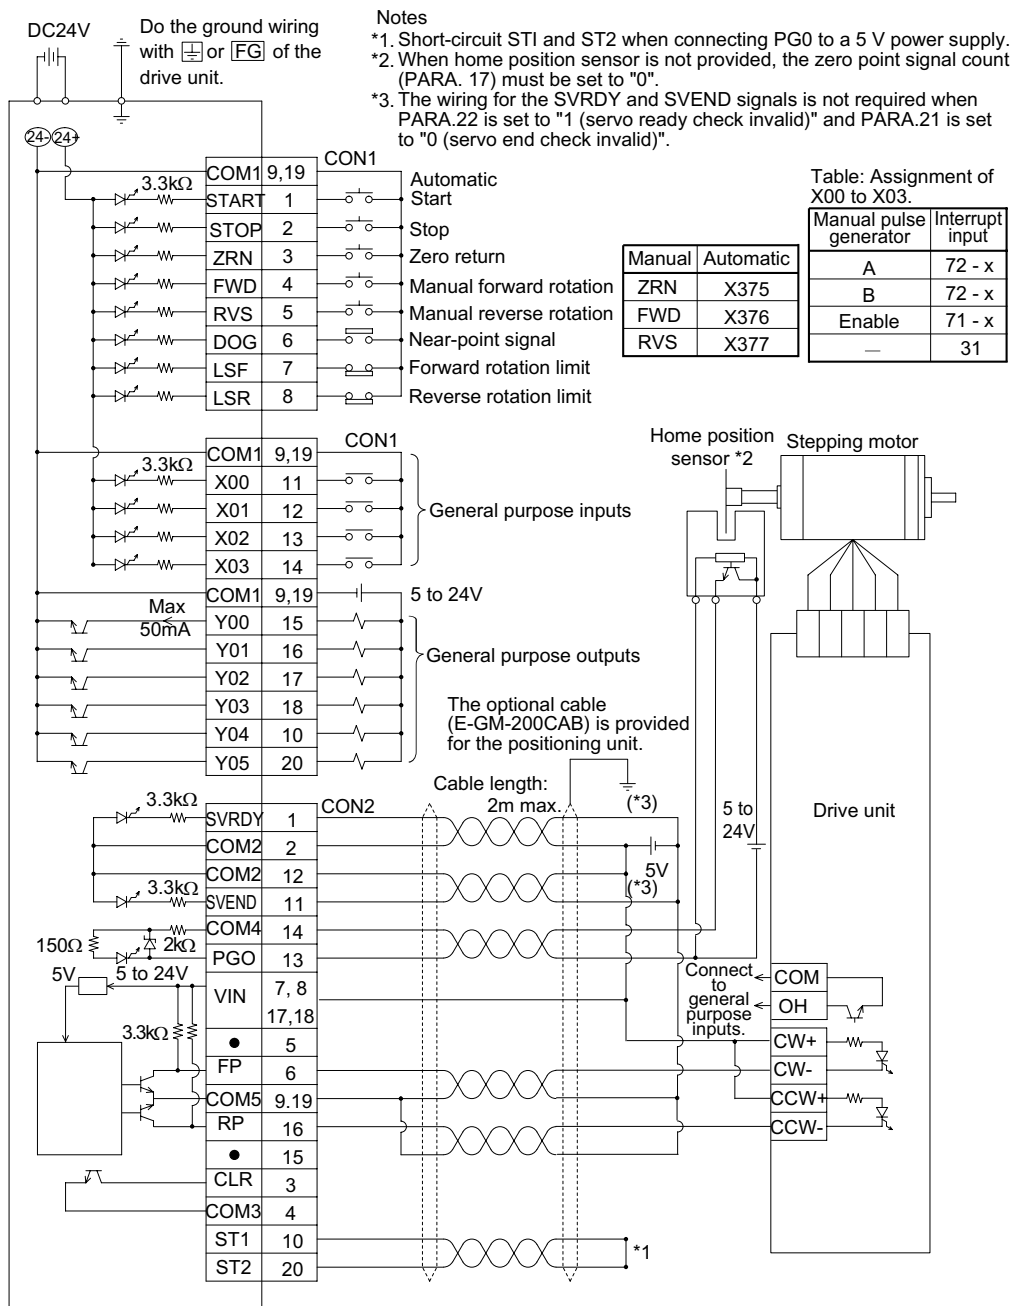 Notes
*1. Short-circuit STI and ST2 when connecting PG0 to a 5 V power supply.
*2. When home position sensor is not provided, the zero point signal count
(PARA. 17) must be set to "0".
*3. The wiring for the SVRDY and SVEND signals is not required when
PARA.22 is set to "1 (servo ready check invalid)" and PARA.21 is set
to "0 (servo end check invalid)".
DC24V
Do the ground wiring
with ⏚ or FG of the
drive unit.
24- 24+
CON1
3.3kΩ
COM1 9,19
Automatic
START 1 Start
STOP 2 Stop
ZRN 3 Zero return
FWD 4 Manual forward rotation
RVS 5 Manual reverse rotation
DOG 6 Near-point signal
LSF 7 Forward rotation limit
LSR 8 Reverse rotation limit
Manual Automatic
ZRN X375
FWD X376
RVS X377
Table: Assignment of
X00 to X03.
Manual pulse generator Interrupt input
A 72 - x
B 72 - x
Enable 71 - x
— 31
CON1
COM1 9,19
3.3kΩ
X00 11
X01 12
X02 13
X03 14
General purpose inputs
COM1 9,19 5 to 24V
Max
50mA
Y00 15
Y01 16
Y02 17
Y03 18
Y04 10
Y05 20
General purpose outputs
Home position
sensor *2
Stepping motor
The optional cable
(E-GM-200CAB) is provided
for the positioning unit.
Cable length:
2m max.
(*3)
5 to
24V
Drive unit
CON2
3.3kΩ
SVRDY 1
COM2 2
5V
(*3)
COM2 12
3.3kΩ
SVEND 11
COM4 14
150Ω 2kΩ
PGO 13
5V 5 to 24V
VIN 7, 8
17,18
3.3kΩ
● 5
FP 6
COM5 9.19
RP 16
● 15
CLR 3
COM3 4
ST1 10
ST2 20
*1
Connect
to
general
purpose
inputs.
COM
OH
CW+
CW-
CCW+
CCW-